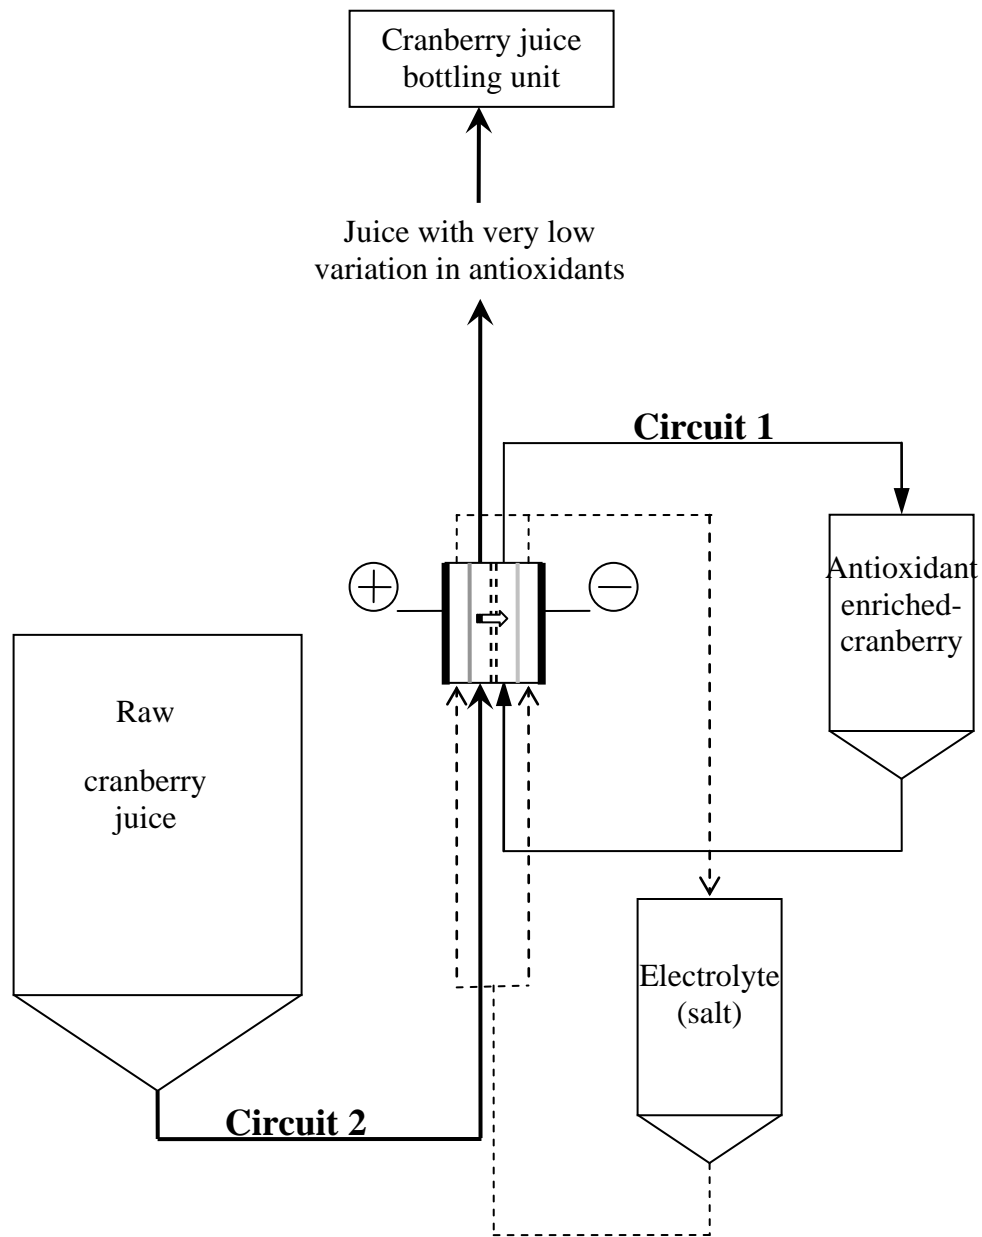 Cranberry juice
bottling unit
Juice with very low
variation in antioxidants
Circuit 1
+
−
Antioxidant
enriched-
cranberry
Raw
cranberry
juice
Electrolyte
(salt)
Circuit 2